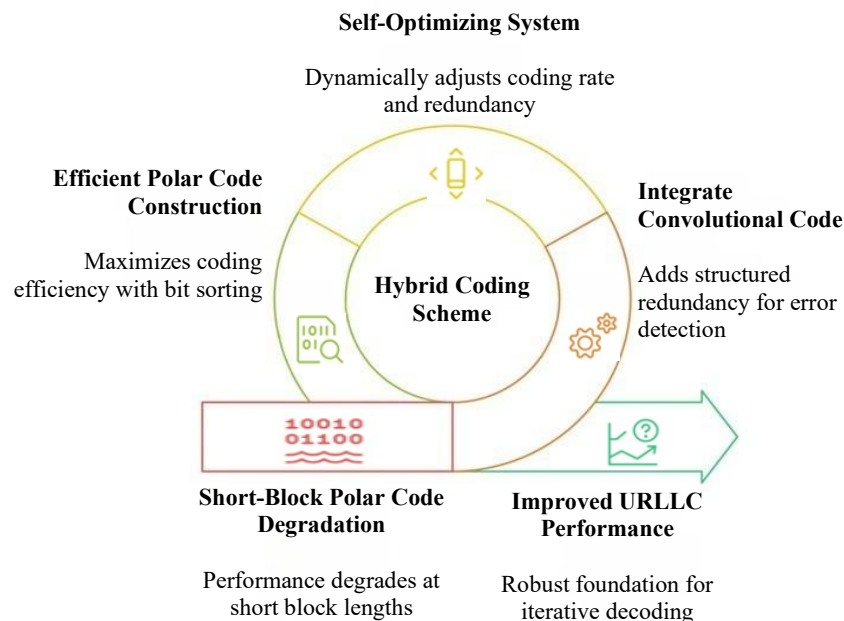 Self-Optimizing System
Dynamically adjusts coding rate
and redundancy
Efficient Polar Code
Construction
Maximizes coding
efficiency with bit sorting
Integrate
Convolutional Code
Adds structured
redundancy for error
detection
Hybrid Coding
Scheme
1011
01
10010
01100
?
Short-Block Polar Code
Degradation
Performance degrades at
short block lengths
Improved URLLC
Performance
Robust foundation for
iterative decoding